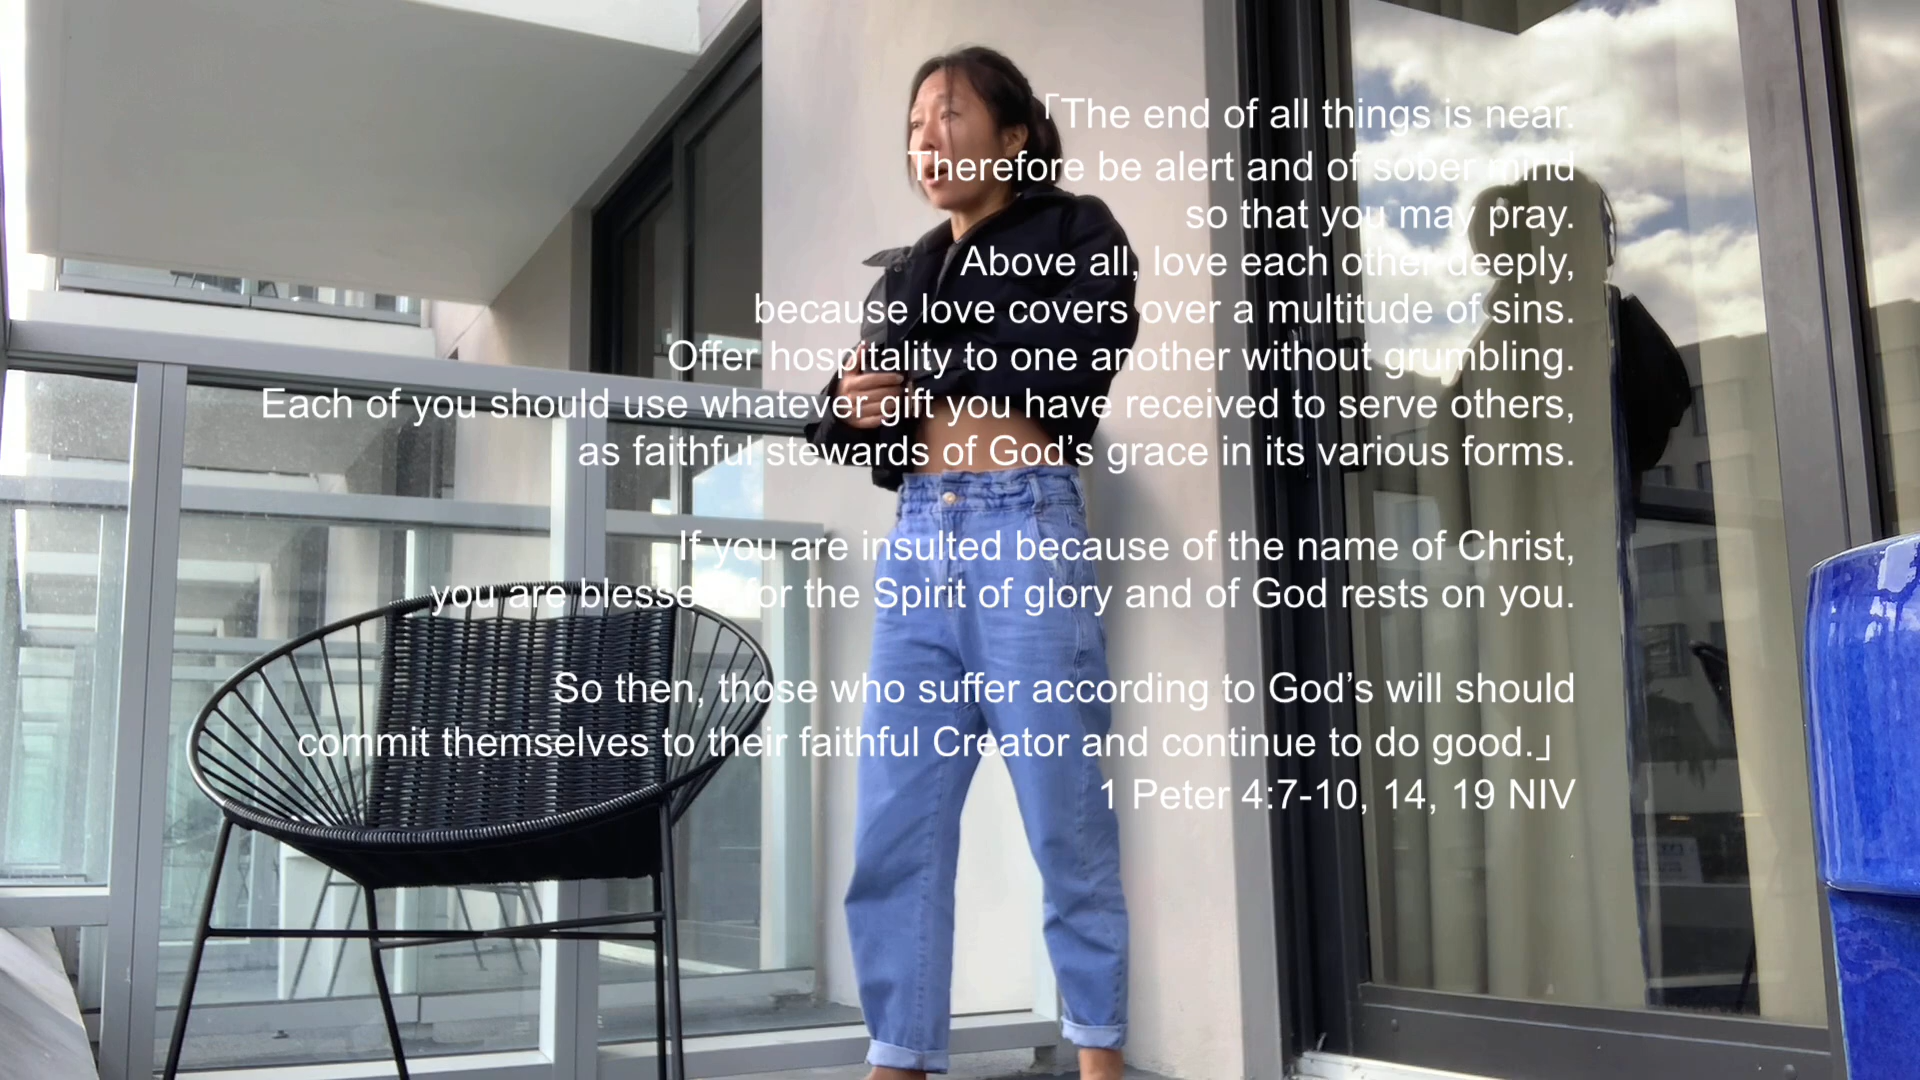 「The end of all things is near.
Therefore be alert and of sober mind
so that you may pray.
Above all, love each other deeply,
because love covers over a multitude of sins.
Offer hospitality to one another without grumbling.
Each of you should use whatever gift you have received to serve others,
as faithful stewards of God’s grace in its various forms.
If you are insulted because of the name of Christ,
you are blessed, for the Spirit of glory and of God rests on you.
So then, those who suffer according to God’s will should
commit themselves to their faithful Creator and continue to do good.」
1 Peter 4:7-10, 14, 19 NIV